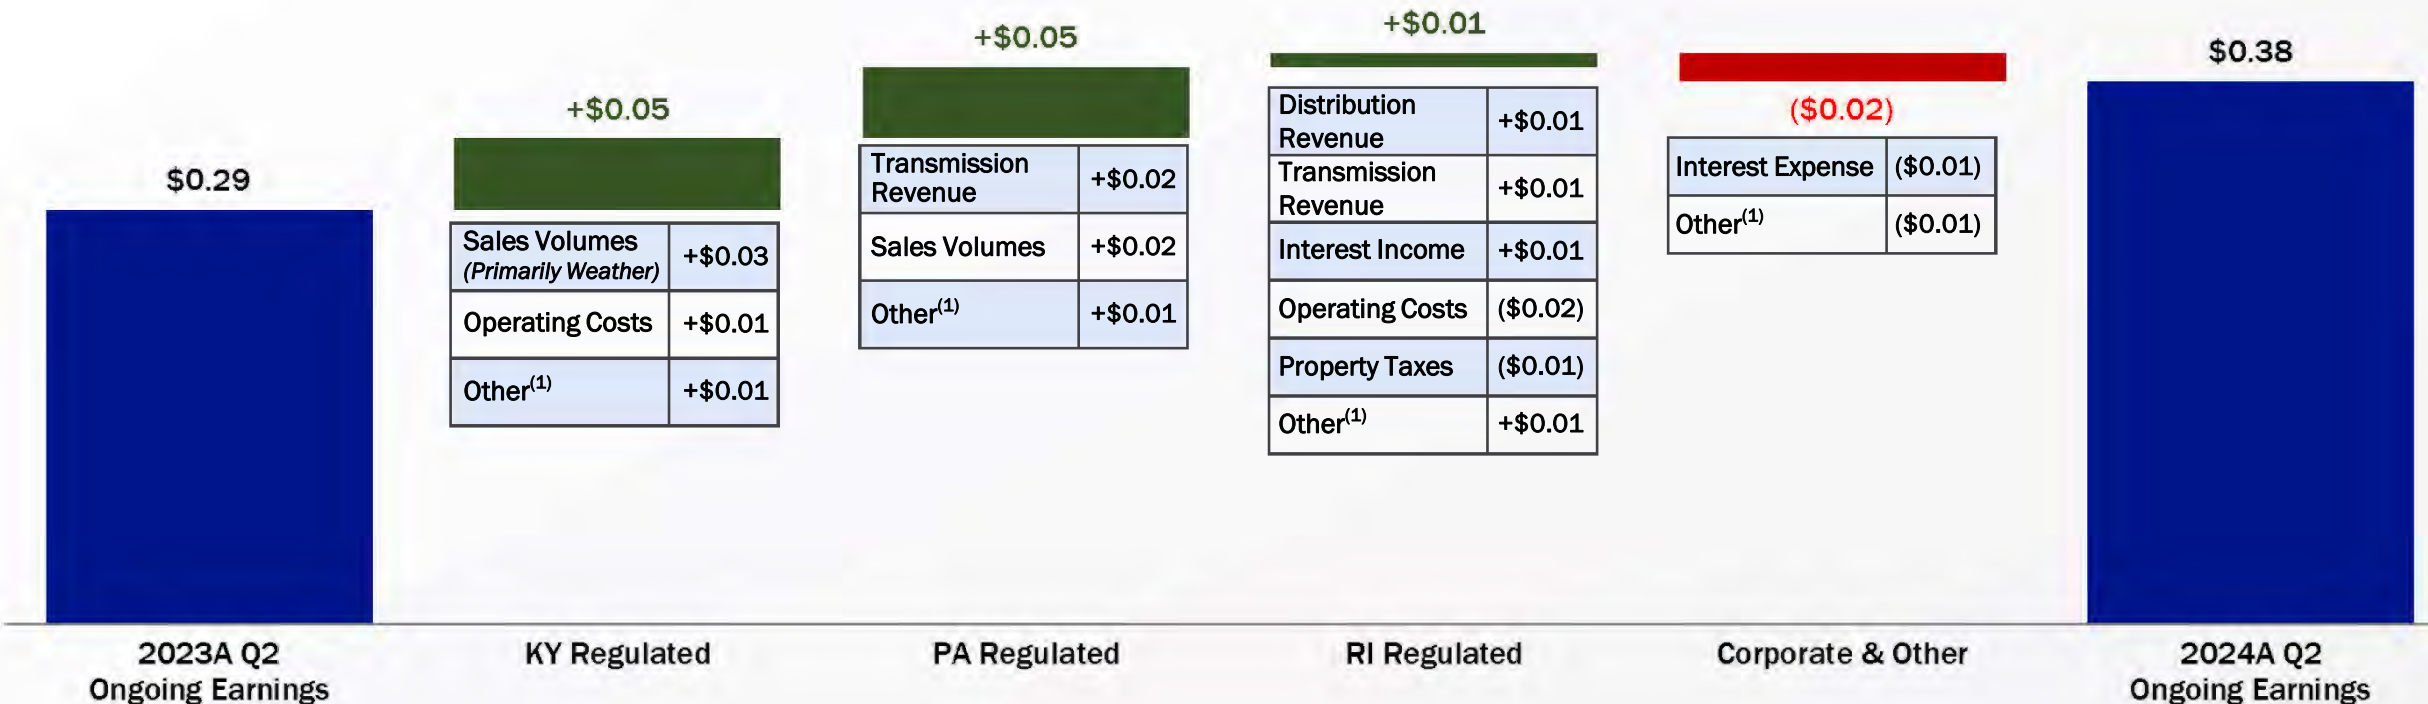 $0.29
2023A Q2
Ongoing Earnings
+$0.05
Sales Volumes
(Primarily Weather)
+$0.03
Operating Costs
+$0.01
Other(1)
+$0.01
KY Regulated
+$0.05
Transmission
Revenue
+$0.02
Sales Volumes
+$0.02
Other(1)
+$0.01
PA Regulated
+$0.01
Distribution
Revenue
+$0.01
Transmission
Revenue
+$0.01
Interest Income
+$0.01
Operating Costs
($0.02)
Property Taxes
($0.01)
Other(1)
+$0.01
RI Regulated
($0.02)
Interest Expense
($0.01)
Other(1)
($0.01)
Corporate & Other
$0.38
2024A Q2
Ongoing Earnings